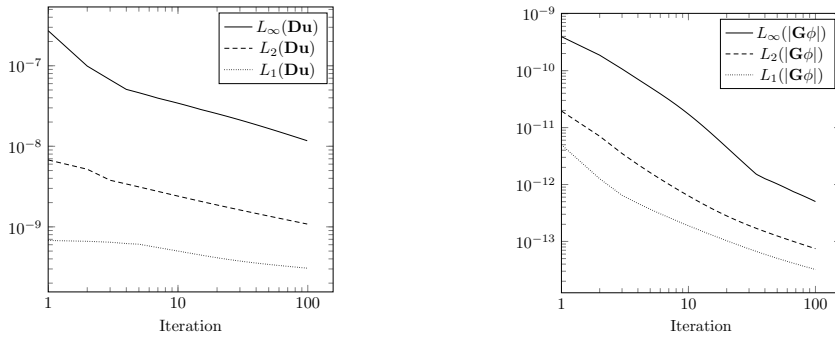 L∞(Du)
L2(Du)
L1(Du)
10−7
10−8
10−9
1
10
100
Iteration
L∞(|Gϕ|)
L2(|Gϕ|)
L1(|Gϕ|)
10−9
10−10
10−11
10−12
10−13
1
10
100
Iteration